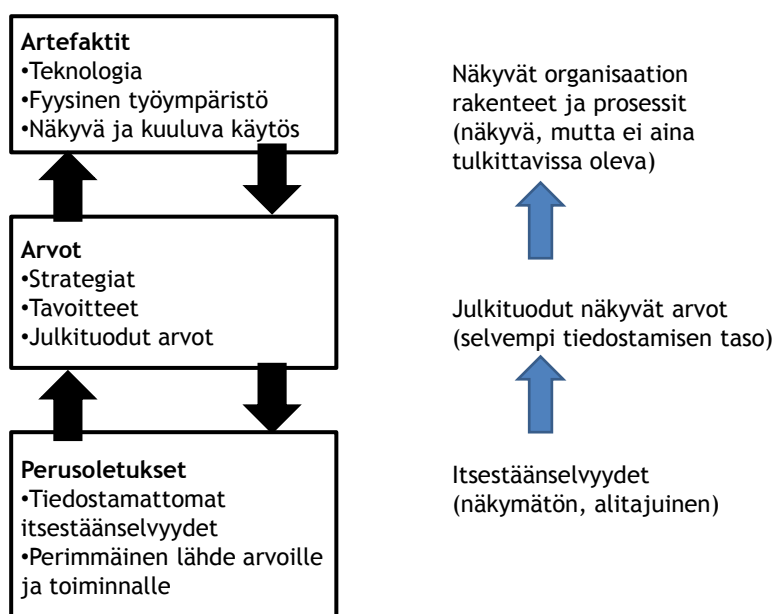 Artefaktit
•Teknologia
•Fyysinen työympäristö
•Näkyvä ja kuuluva käytös
Näkyvät organisaation
rakenteet ja prosessit
(näkyvä, mutta ei aina
tulkittavissa oleva)
Arvot
•Strategiat
•Tavoitteet
•Julkituodut arvot
Julkituodut näkyvät arvot
(selvempi tiedostamisen taso)
Perusoletukset
•Tiedostamattomat
itsestäänselvyydet
•Perimmäinen lähde arvoille
ja toiminnalle
Itsestäänselvyydet
(näkymätön, alitajuinen)